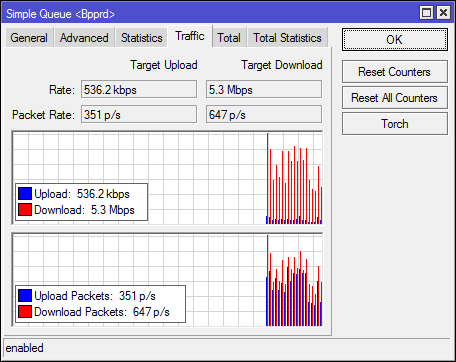 Simple Queue <Bpprd>
General Advanced Statistics Traffic Total Total Statistics
Target Upload Target Download
Rate: 536.2 kbps 5.3 Mbps
Packet Rate: 351 p/s 647 p/s
Upload: 536.2 kbps
Download: 5.3 Mbps
Upload Packets: 351 p/s
Download Packets: 647 p/s
OK
Reset Counters
Reset All Counters
Torch
enabled